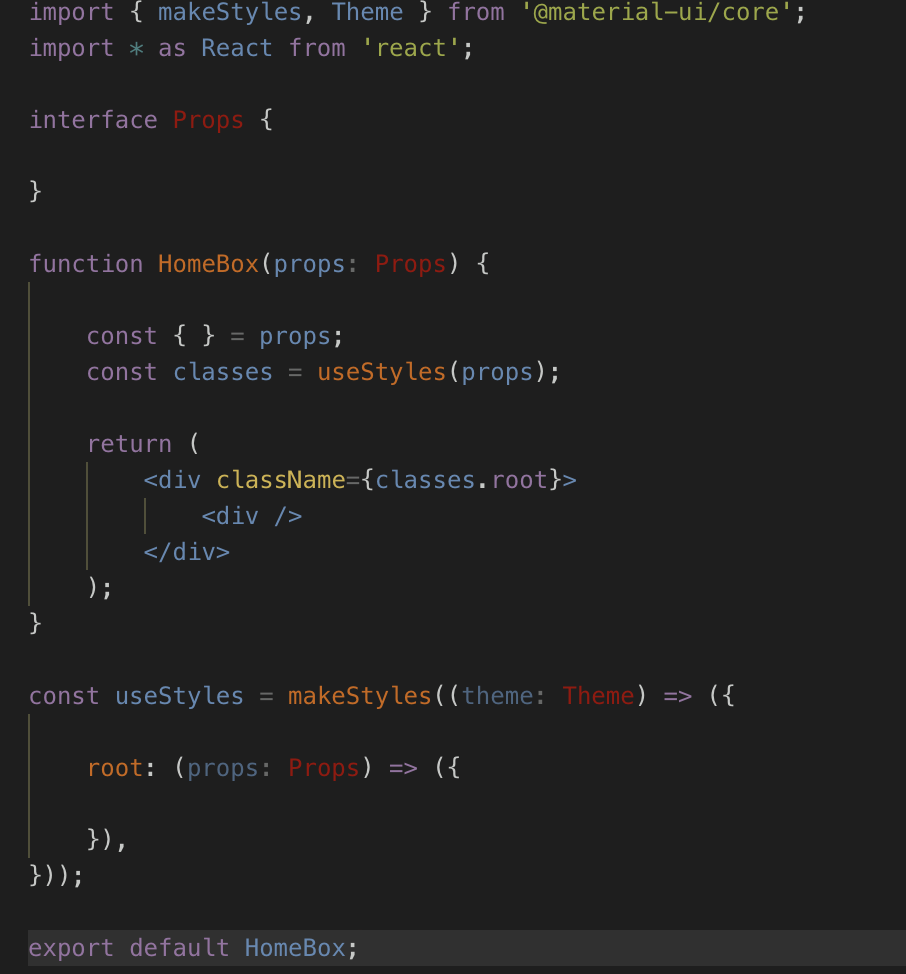 import { makeStyles, Theme } from '@material-ui/core';
import * as React from 'react';

interface Props {

}

function HomeBox(props: Props) {

    const { } = props;
    const classes = useStyles(props);

    return (
        <div className={classes.root}>
            <div />
        </div>
    );
}

const useStyles = makeStyles((theme: Theme) => ({

    root: (props: Props) => ({

    }),
}));

export default HomeBox;